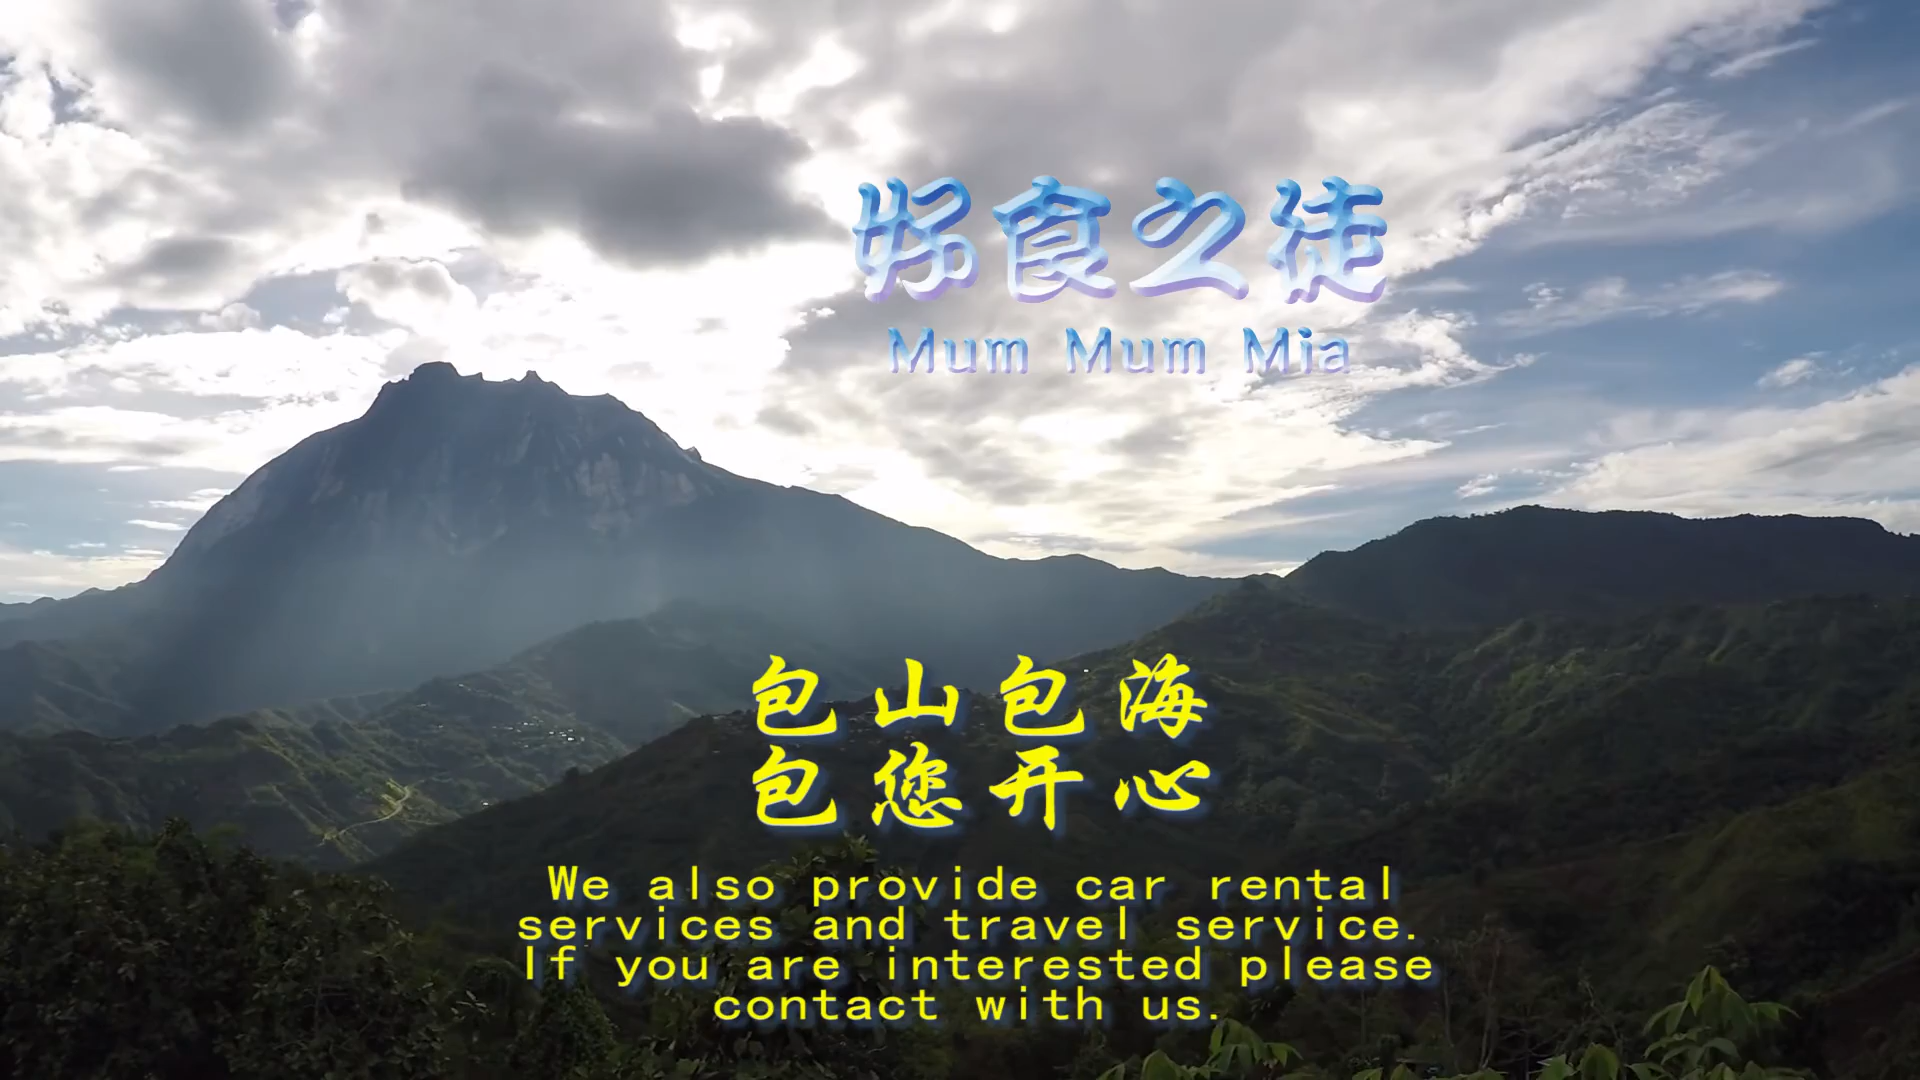 好食之徒
Mum Mum Mia
包山包海
包您开心
We also provide car rental
services and travel service.
If you are interested please
contact with us.